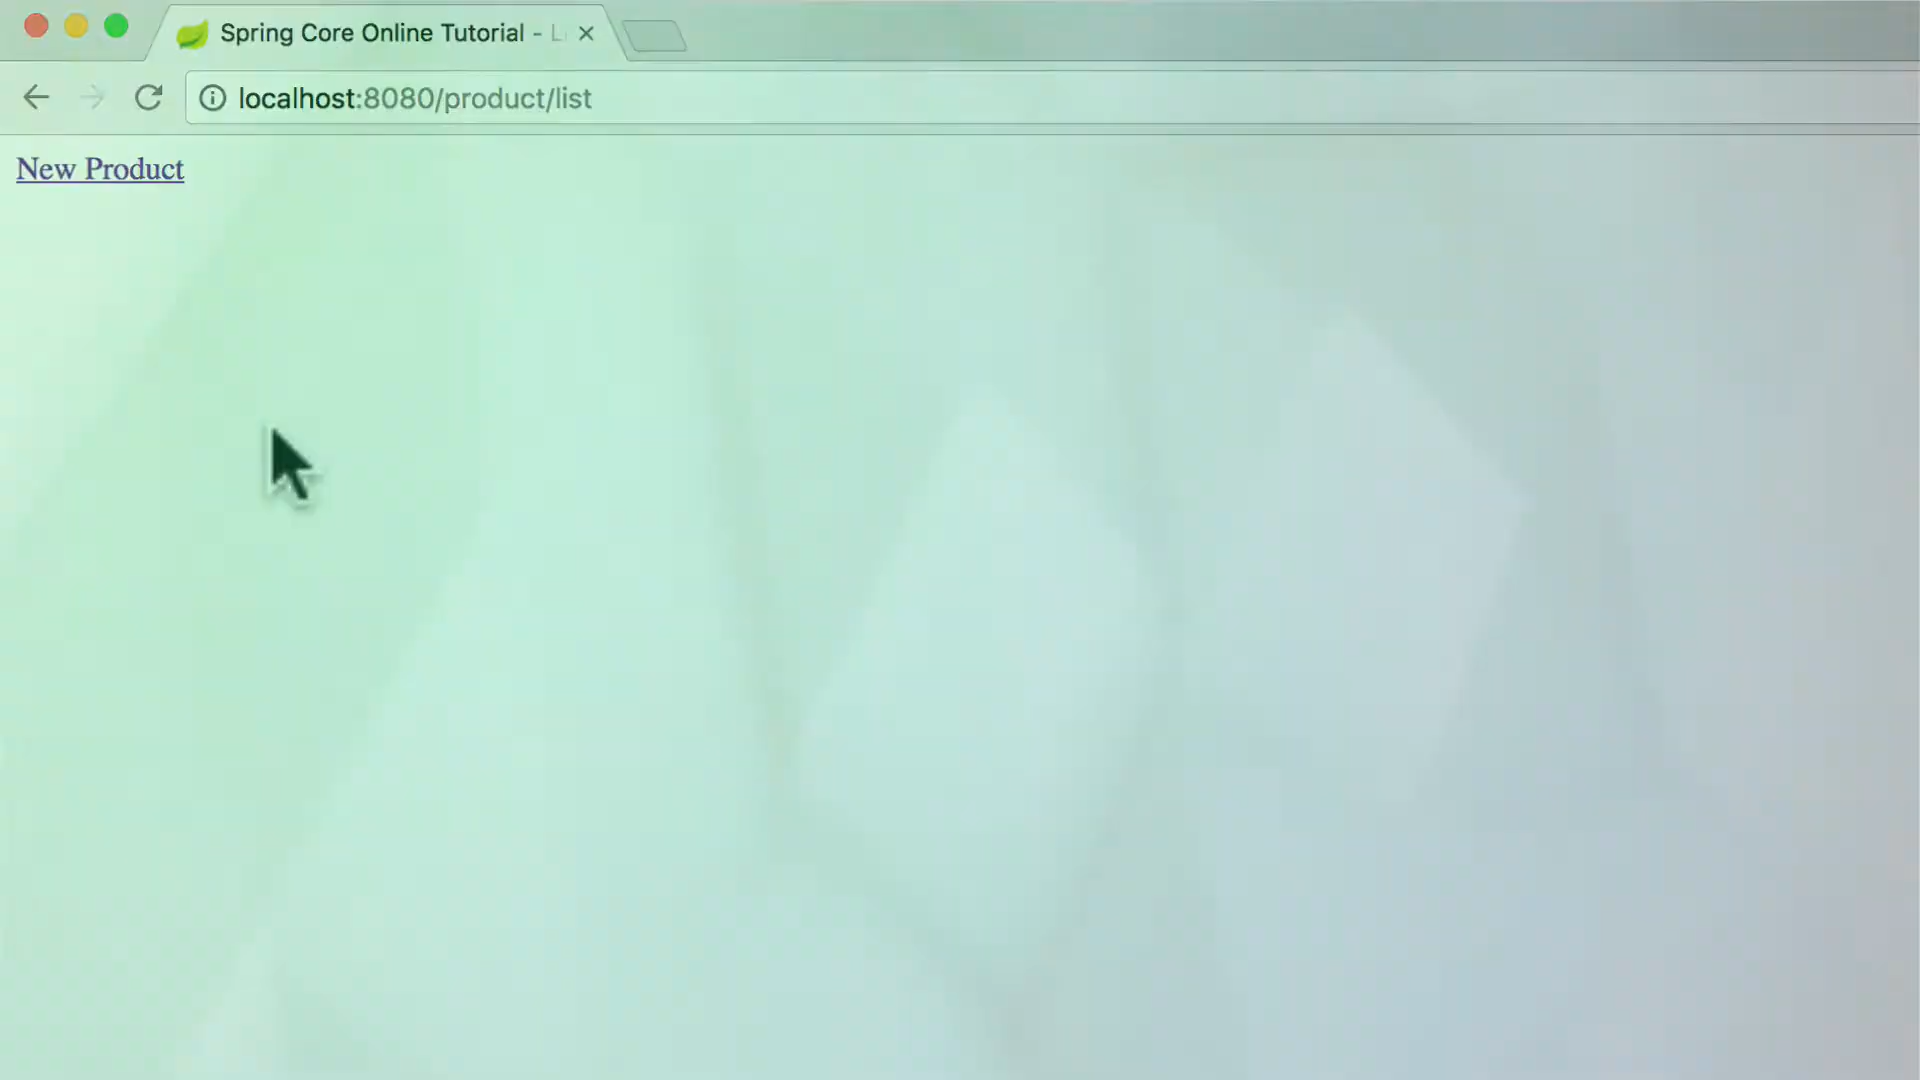 Spring Core Online Tutorial - L
localhost:8080/product/list
New Product